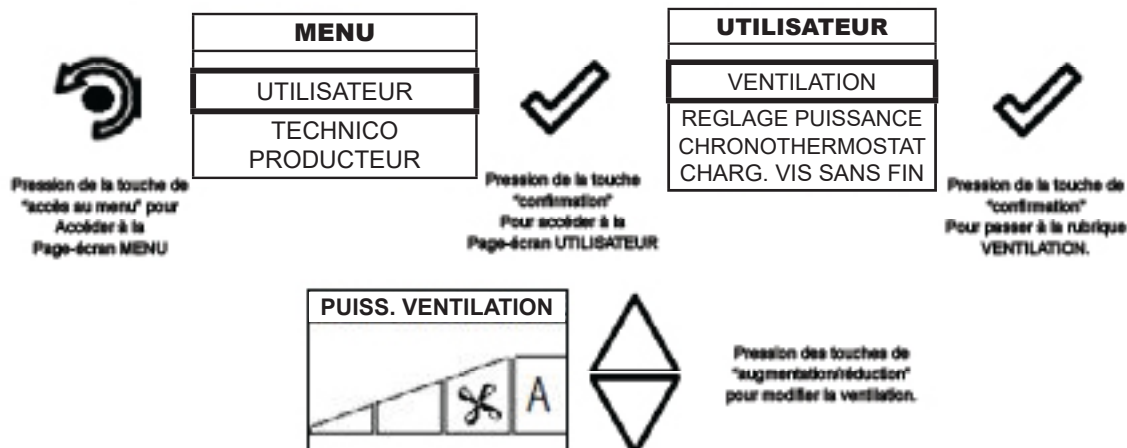 MENU
UTILISATEUR
TECHNICO
PRODUCTEUR
Pression de la touche de
"accès au menu" pour
Accéder à la
Page-écran MENU
Pression de la touche
"confirmation"
Pour accéder à la
Page-écran UTILISATEUR
UTILISATEUR
VENTILATION
REGLAGE PUISSANCE
CHRONOTHERMOSTAT
CHARG. VIS SANS FIN
Pression de la touche de
"confirmation"
Pour passer à la rubrique
VENTILATION.
PUISS. VENTILATION
A
Pression des touches de
"augmentation/réduction"
pour modifier la ventilation.